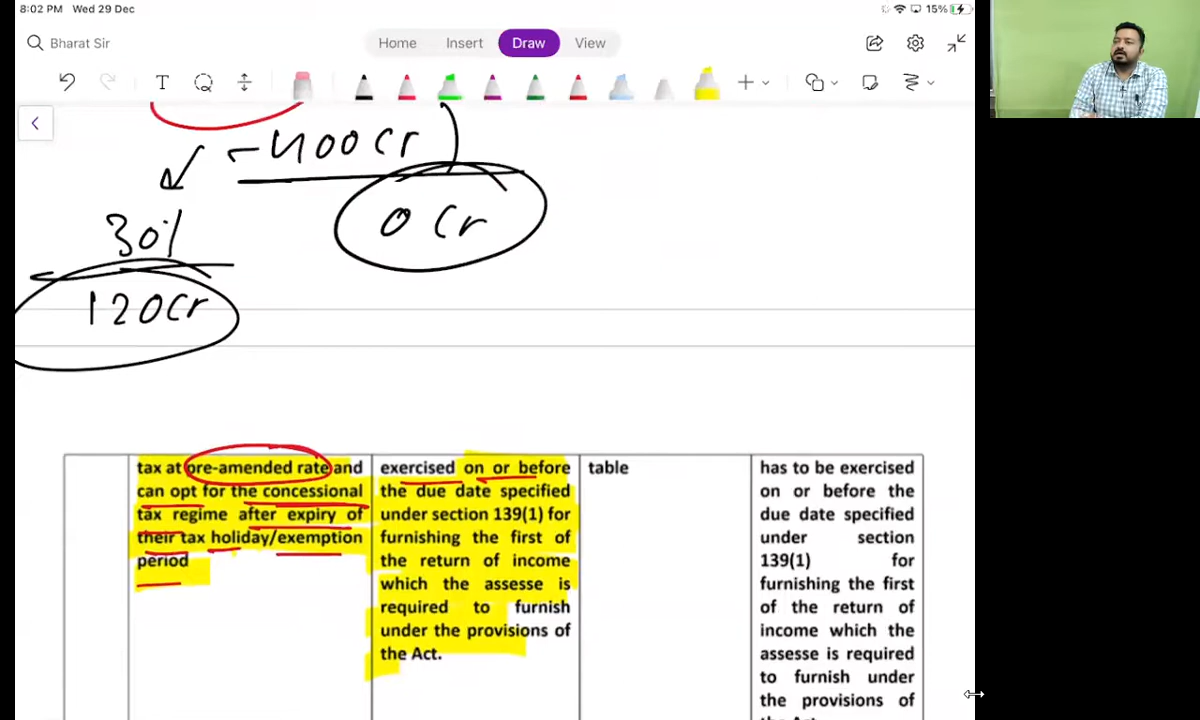 8:02 PM Wed 29 Dec
15%
Bharat Sir
Home Insert Draw View
T
400 Cr
0 Cr
30%
120Cr
tax at pre-amended rate and
can opt for the concessional
tax regime after expiry of
their tax holiday/exemption
period
exercised on or before
the due date specified
under section 139(1) for
furnishing the first of
the return of income
which the assesse is
required to furnish
under the provisions of
the Act.
table
has to be exercised
on or before the
due date specified
under section
139(1) for
furnishing the first
of the return of
income which the
assesse is required
to furnish under
the provisions of